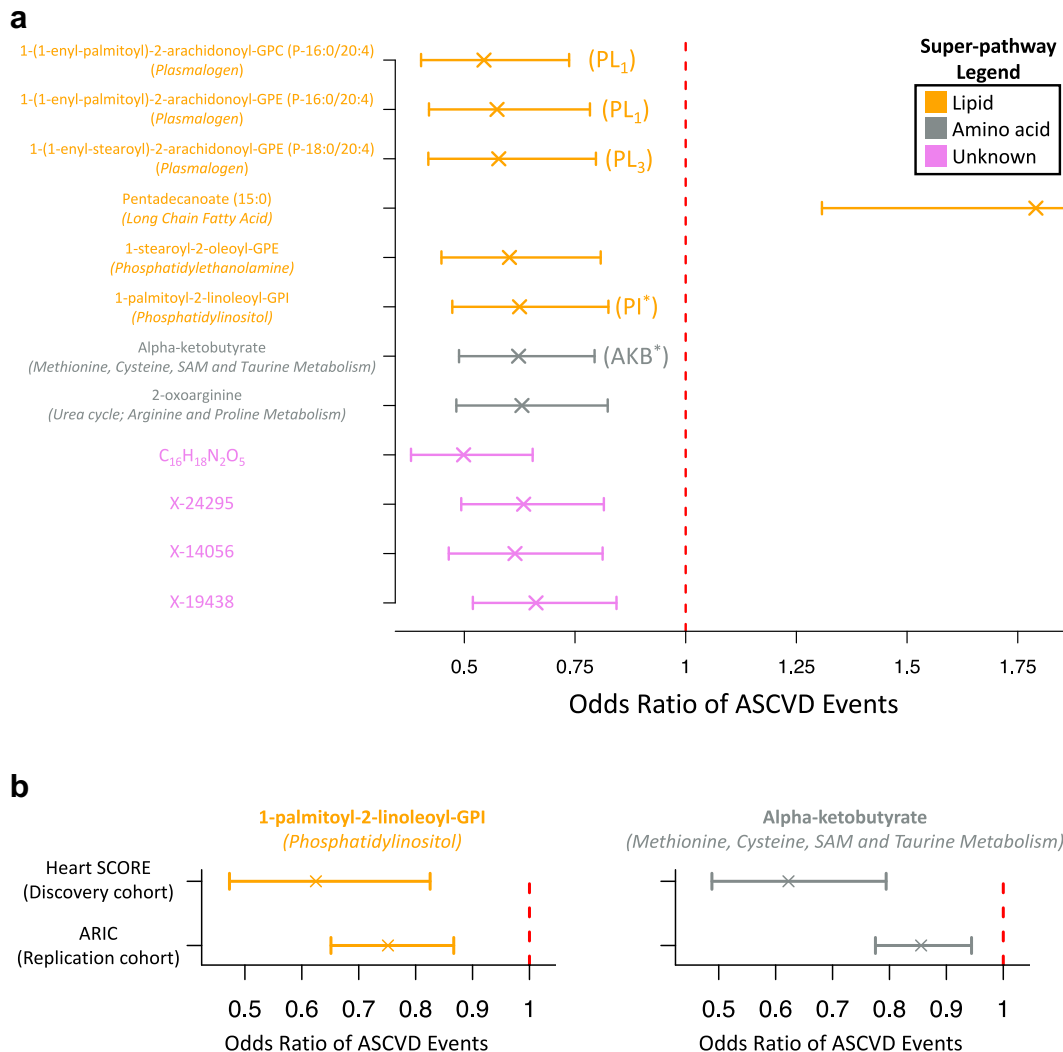 a
1-(1-enyl-palmitoyl)-2-arachidonoyl-GPC (P-16:0/20:4)
(Plasmalogen)
(PL₁)
1-(1-enyl-palmitoyl)-2-arachidonoyl-GPE (P-16:0/20:4)
(Plasmalogen)
(PL₁)
1-(1-enyl-stearoyl)-2-arachidonoyl-GPE (P-18:0/20:4)
(Plasmalogen)
(PL₃)
Pentadecanoate (15:0)
(Long Chain Fatty Acid)
1-stearoyl-2-oleoyl-GPE
(Phosphatidylethanolamine)
1-palmitoyl-2-linoleoyl-GPI
(Phosphatidylinositol)
(PI*)
Alpha-ketobutyrate
(Methionine, Cysteine, SAM and Taurine Metabolism)
(AKB*)
2-oxoarginine
(Urea cycle; Arginine and Proline Metabolism)
C₁₆H₁₈N₂O₅
X-24295
X-14056
X-19438
Super-pathway
Legend
Lipid
Amino acid
Unknown
0.5 0.75 1 1.25 1.5 1.75
Odds Ratio of ASCVD Events
b
1-palmitoyl-2-linoleoyl-GPI
(Phosphatidylinositol)
Heart SCORE
(Discovery cohort)
ARIC
(Replication cohort)
0.5 0.6 0.7 0.8 0.9 1
Odds Ratio of ASCVD Events
Alpha-ketobutyrate
(Methionine, Cysteine, SAM and Taurine Metabolism)
0.5 0.6 0.7 0.8 0.9 1
Odds Ratio of ASCVD Events